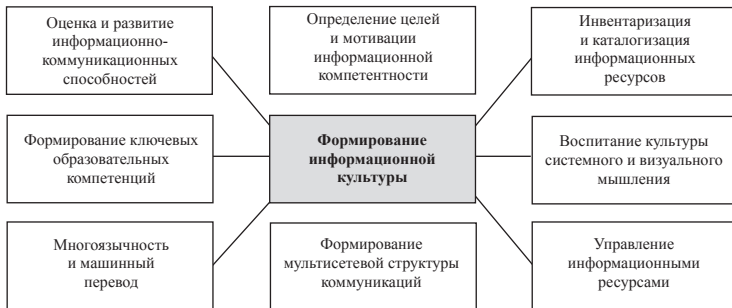 Оценка и развитие
информационно-
коммуникационных
способностей
Определение целей
и мотивации
информационной
компетентности
Инвентаризация
и каталогизация
информационных
ресурсов
Формирование ключевых
образовательных
компетенций
Формирование
информационной
культуры
Воспитание культуры
системного и визуального
мышления
Многоязычность
и машинный
перевод
Формирование
мультисетевой структуры
коммуникаций
Управление
информационными
ресурсами